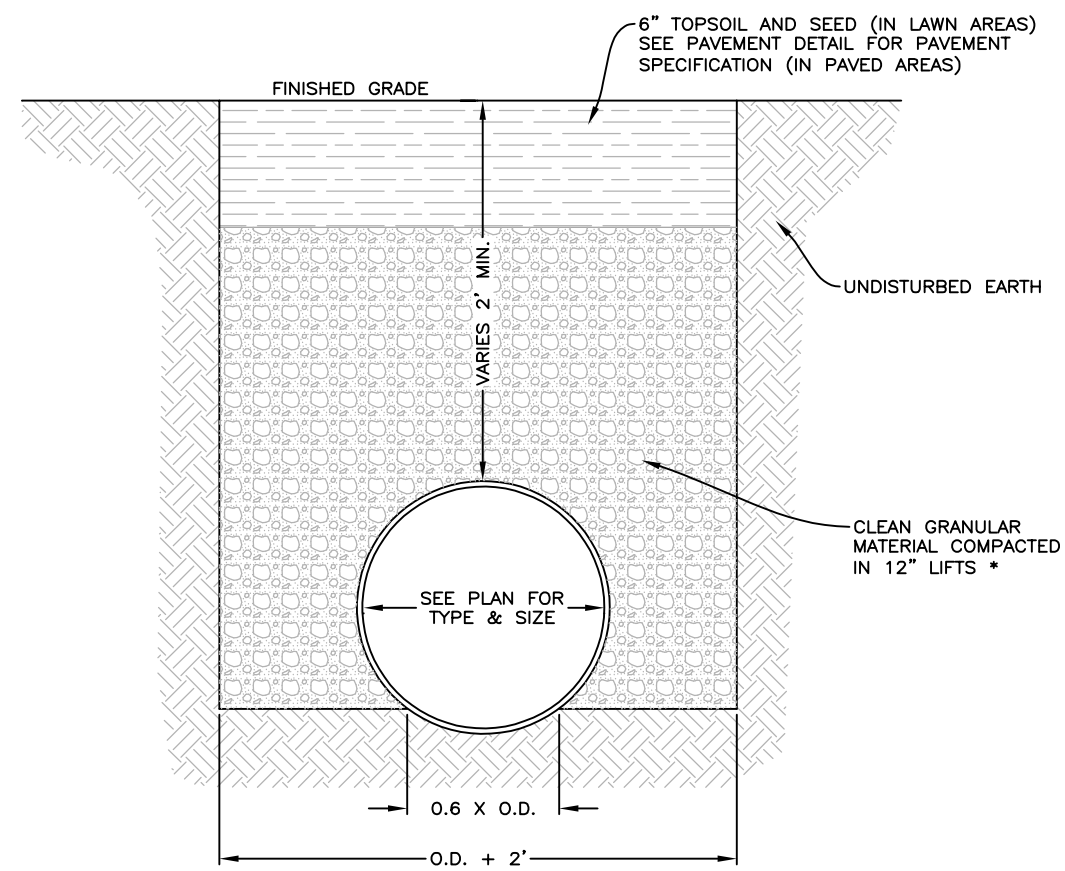 6" TOPSOIL AND SEED (IN LAWN AREAS)
SEE PAVEMENT DETAIL FOR PAVEMENT
SPECIFICATION (IN PAVED AREAS)
FINISHED GRADE
VARIES 2' MIN.
UNDISTURBED EARTH
CLEAN GRANULAR
MATERIAL COMPACTED
IN 12" LIFTS *
SEE PLAN FOR
TYPE & SIZE
0.6 X O.D.
O.D. + 2'